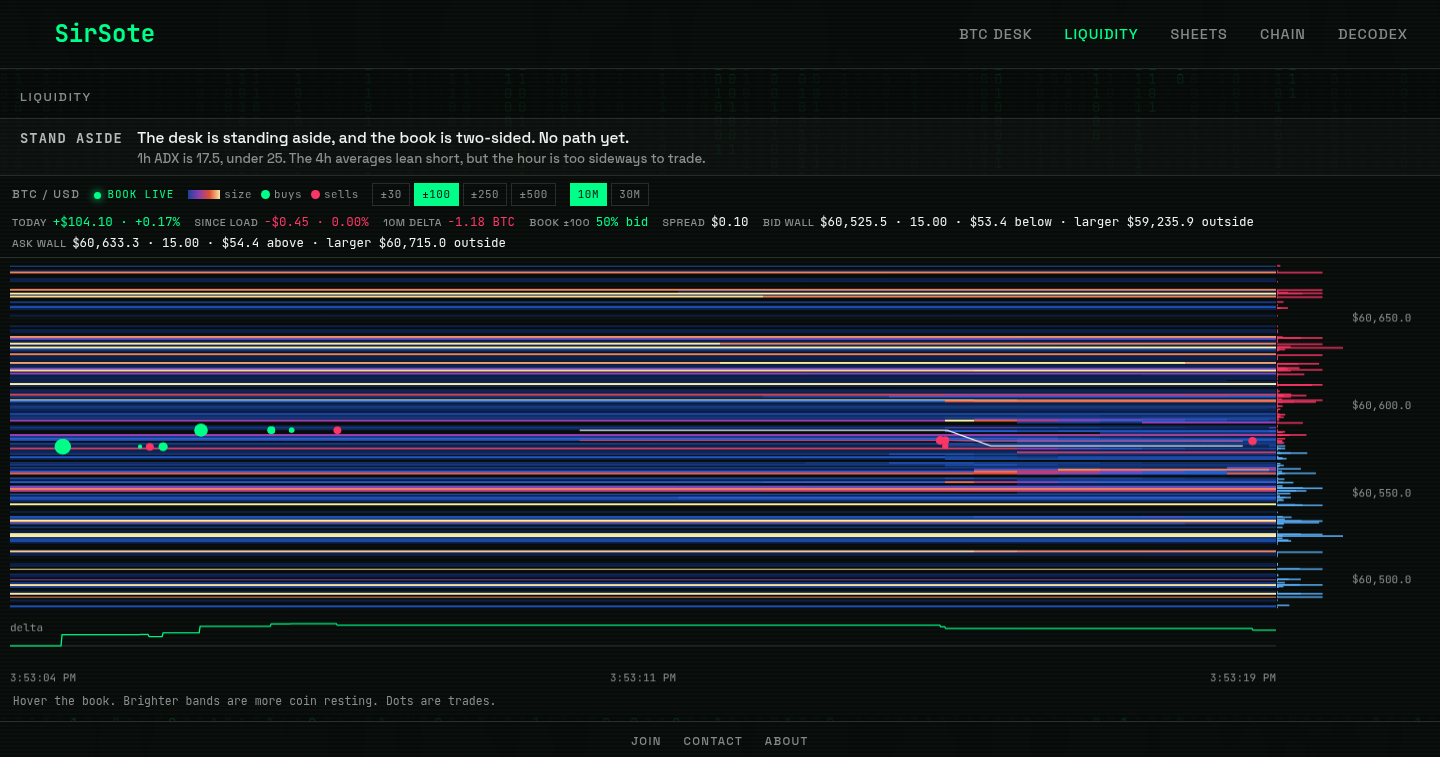 SirSote
BTC DESK LIQUIDITY SHEETS CHAIN DECODEX
LIQUIDITY
STAND ASIDE The desk is standing aside, and the book is two-sided. No path yet.
1h ADX is 17.5, under 25. The 4h averages lean short, but the hour is too sideways to trade.
BTC / USD BOOK LIVE size buys sells ±30 ±100 ±250 ±500 10M 30M
TODAY +$104.10 · +0.17% SINCE LOAD -$0.45 · 0.00% 10M DELTA -1.18 BTC BOOK ±100 50% bid SPREAD $0.10 BID WALL $60,525.5 · 15.00 · $53.4 below · larger $59,235.9 outside
ASK WALL $60,633.3 · 15.00 · $54.4 above · larger $60,715.0 outside
$60,650.0
$60,600.0
$60,550.0
$60,500.0
delta
3:53:04 PM 3:53:11 PM 3:53:19 PM
Hover the book. Brighter bands are more coin resting. Dots are trades.
JOIN CONTACT ABOUT